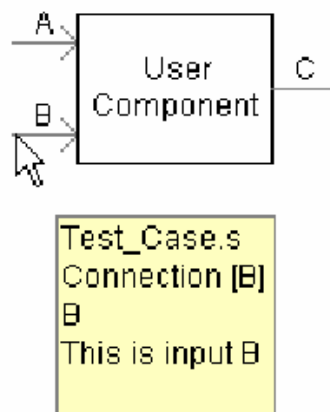 A
User
Component
C
B
Test_Case.s
Connection [B]
B
This is input B